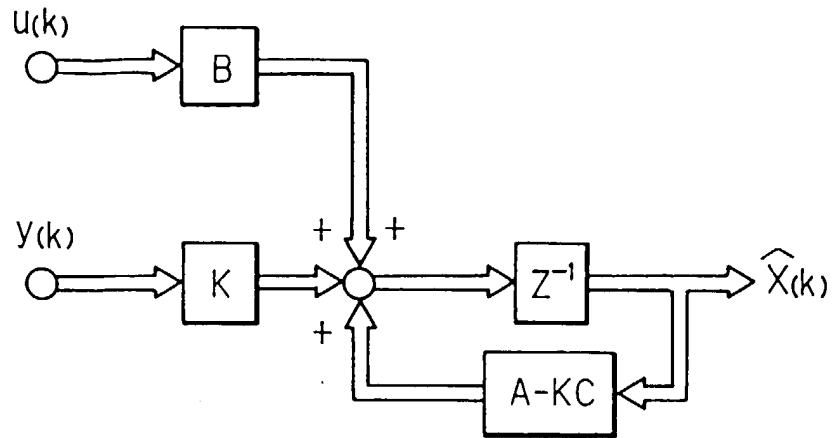 u(k)
B
+ +
y(k)
K
Z⁻¹
X̂(k)
+
A-KC